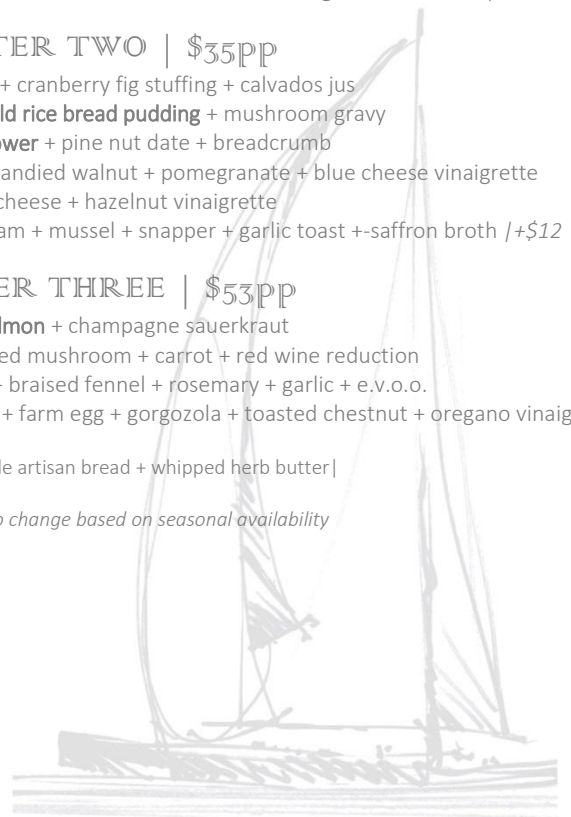 TER TWO | $35pp
+ cranberry fig stuffing + calvados jus
ld rice bread pudding + mushroom gravy
ower + pine nut date + breadcrumb
andied walnut + pomegranate + blue cheese vinaigrette
cheese + hazelnut vinaigrette
am + mussel + snapper + garlic toast +-saffron broth |+$12
ER THREE | $53pp
lmon + champagne sauerkraut
ed mushroom + carrot + red wine reduction
+ braised fennel + rosemary + garlic + e.v.o.o.
+ farm egg + gorgozola + toasted chestnut + oregano vinaig
le artisan bread + whipped herb butter|
o change based on seasonal availability